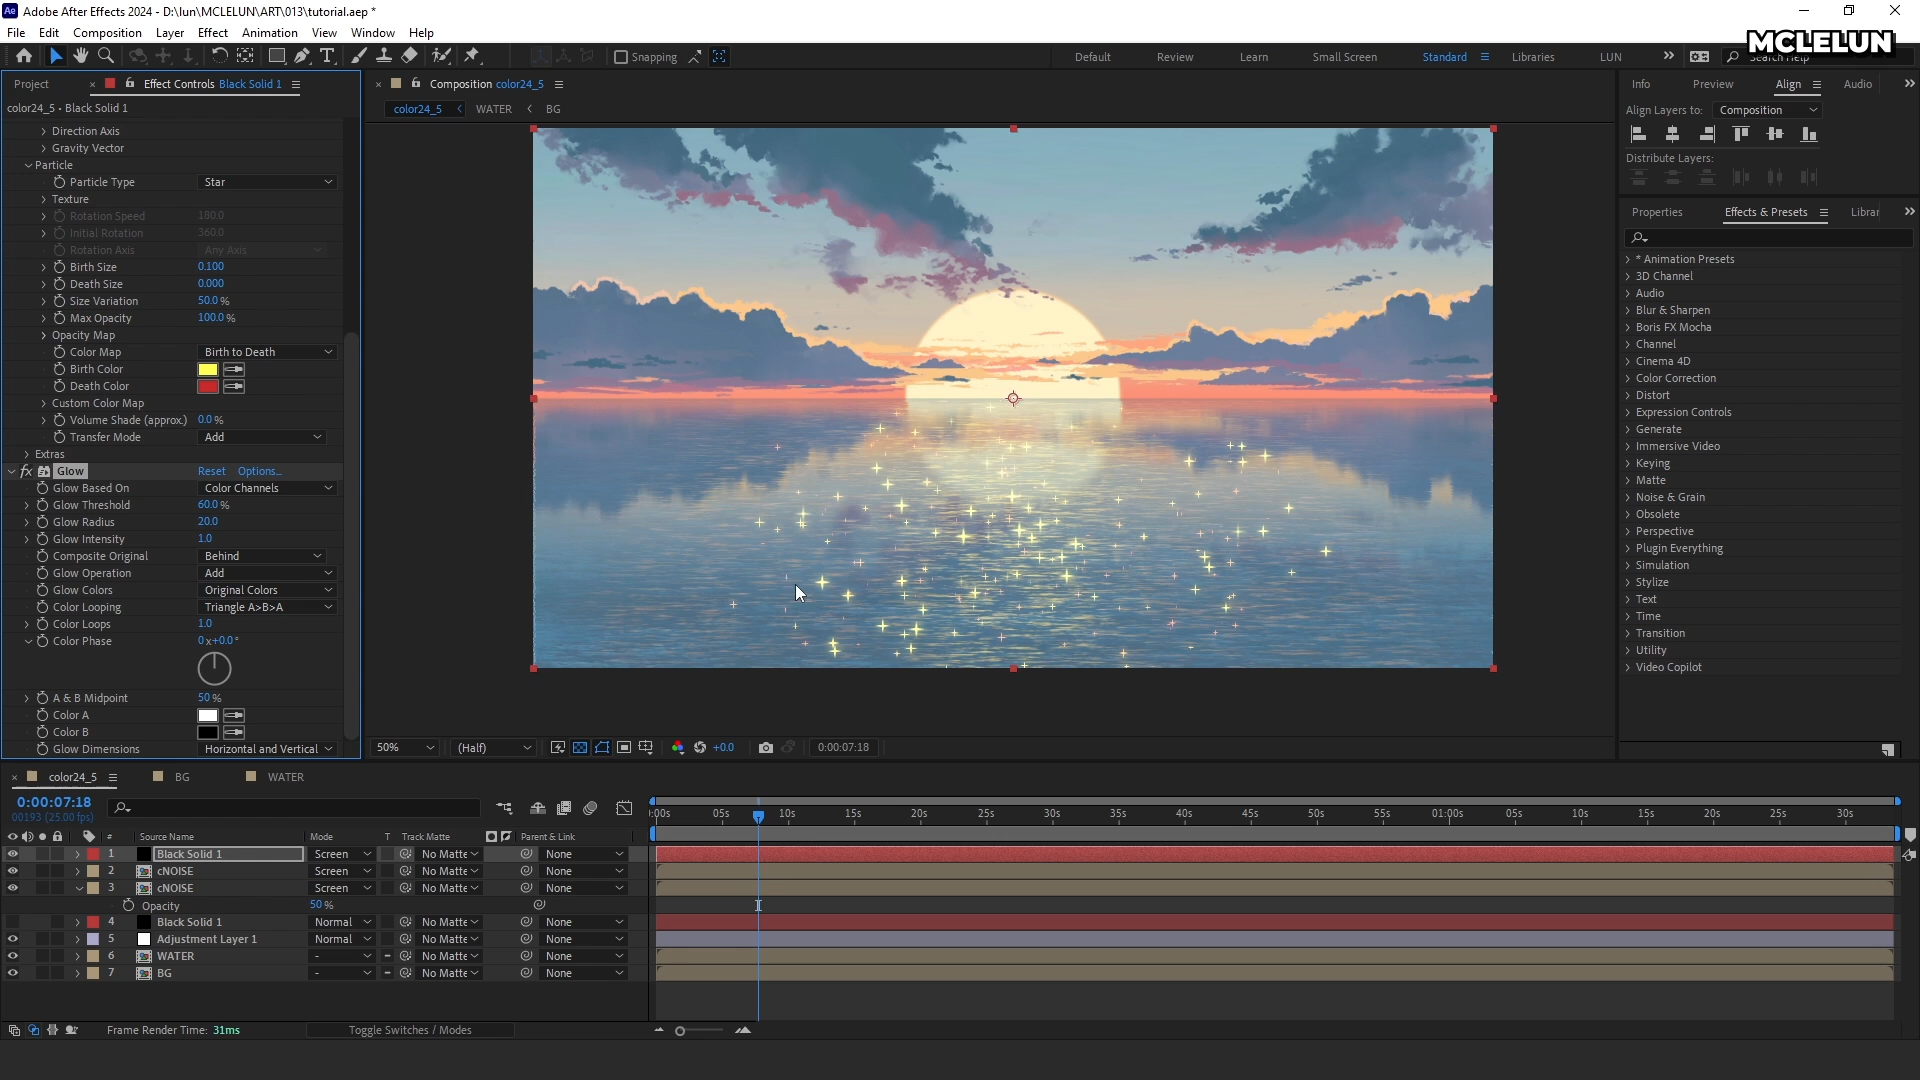 Ae Adobe After Effects 2024 - D:\lun\MCLELUN\ART\013\tutorial.aep *
File Edit Composition Layer Effect Animation View Window Help
Snapping
Default Review Learn Small Screen Standard Libraries LUN
MCLELUN
Project
Effect Controls Black Solid 1
color24_5 • Black Solid 1
Direction Axis
Gravity Vector
Particle
Particle Type Star
Texture
Rotation Speed 180.0
Initial Rotation 360.0
Rotation Axis Any Axis
Birth Size 0.100
Death Size 0.000
Size Variation 50.0 %
Max Opacity 100.0 %
Opacity Map
Color Map Birth to Death
Birth Color
Death Color
Custom Color Map
Volume Shade (approx.) 0.0 %
Transfer Mode Add
Extras
fx Glow Reset Options...
Glow Based On Color Channels
Glow Threshold 60.0 %
Glow Radius 20.0
Glow Intensity 1.0
Composite Original Behind
Glow Operation Add
Glow Colors Original Colors
Color Looping Triangle A>B>A
Color Loops 1.0
Color Phase 0 x+0.0 °
A & B Midpoint 50 %
Color A
Color B
Glow Dimensions Horizontal and Vertical
Composition color24_5
color24_5 WATER BG
50% (Half) +0.0 0:00:07:18
Info Preview Align Audio
Align Layers to: Composition
Distribute Layers:
Properties Effects & Presets Librar
* Animation Presets
3D Channel
Audio
Blur & Sharpen
Boris FX Mocha
Channel
Cinema 4D
Color Correction
Distort
Expression Controls
Generate
Immersive Video
Keying
Matte
Noise & Grain
Obsolete
Perspective
Plugin Everything
Simulation
Stylize
Text
Time
Transition
Utility
Video Copilot
color24_5 BG WATER
0:00:07:18
00193 (25.00 fps)
:00s 05s 10s 15s 20s 25s 30s 35s 40s 45s 50s 55s 01:00s 05s 10s 15s 20s 25s 30s
# Source Name Mode T Track Matte Parent & Link
1 Black Solid 1 Screen No Matte None
2 cNOISE Screen No Matte None
3 cNOISE Screen No Matte None
Opacity 50 %
4 Black Solid 1 Normal No Matte None
5 Adjustment Layer 1 Normal No Matte None
6 WATER - No Matte None
7 BG - No Matte None
Frame Render Time: 31ms Toggle Switches / Modes